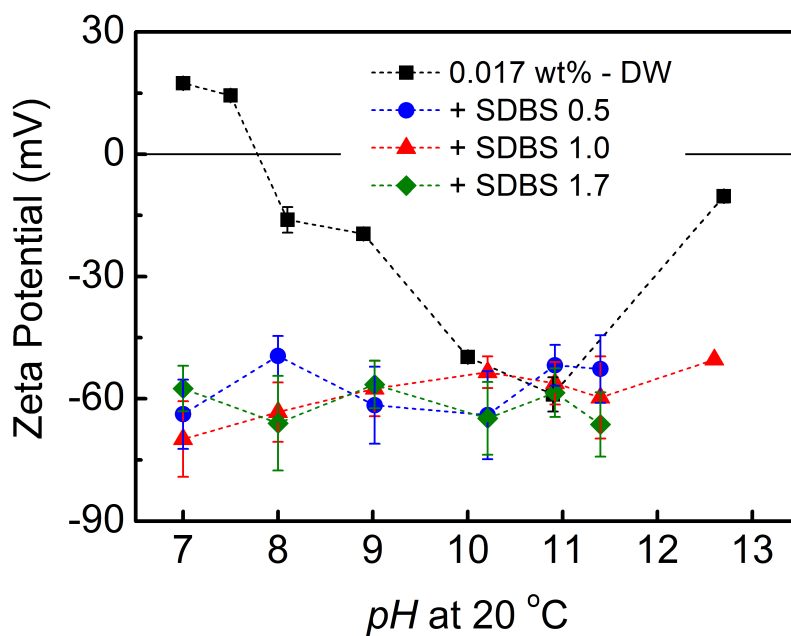 30
0
-30
-60
-90
Zeta Potential (mV)
0.017 wt% - DW
+ SDBS 0.5
+ SDBS 1.0
+ SDBS 1.7
7 8 9 10 11 12 13
pH at 20 °C